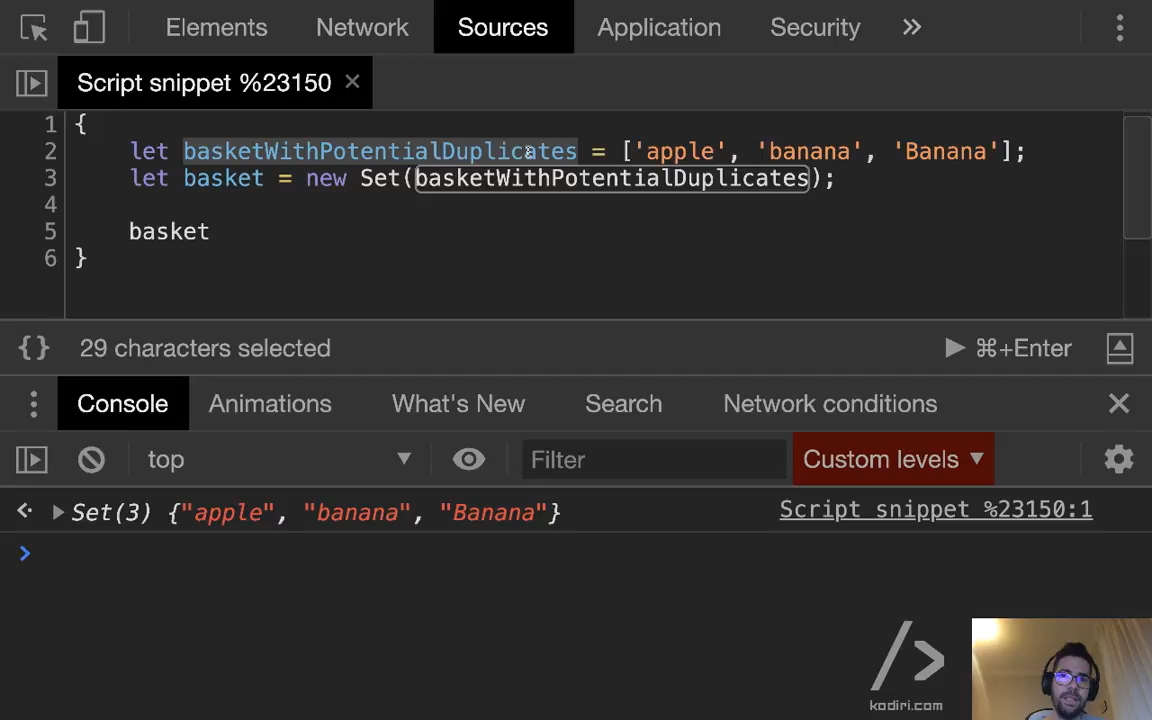 Elements Network Sources Application Security »
Script snippet %23150 ×
1 {
2 let basketWithPotentialDuplicates = ['apple', 'banana', 'Banana'];
3 let basket = new Set(basketWithPotentialDuplicates);
4
5 basket
6 }
{} 29 characters selected ⌘+Enter
Console Animations What's New Search Network conditions
top Filter Custom levels
Set(3) {"apple", "banana", "Banana"} Script snippet %23150:1
/>
kodiri.com